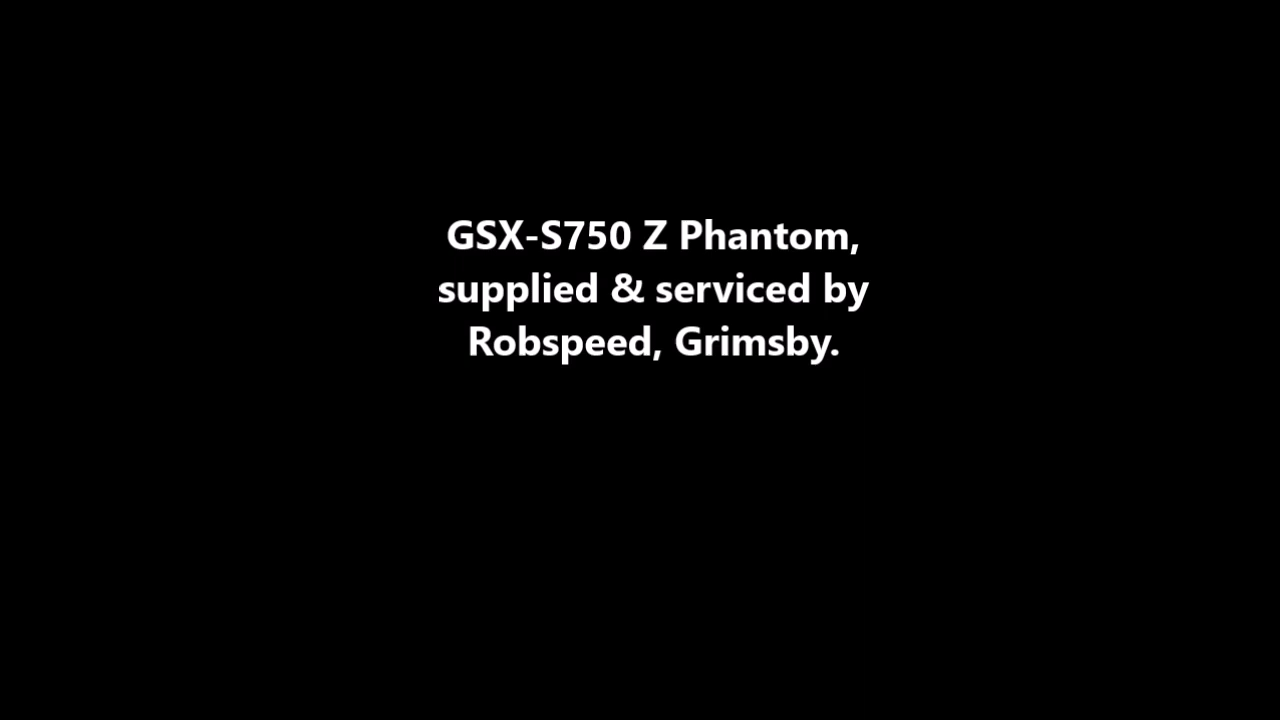 GSX-S750 Z Phantom,
supplied & serviced by
Robspeed, Grimsby.